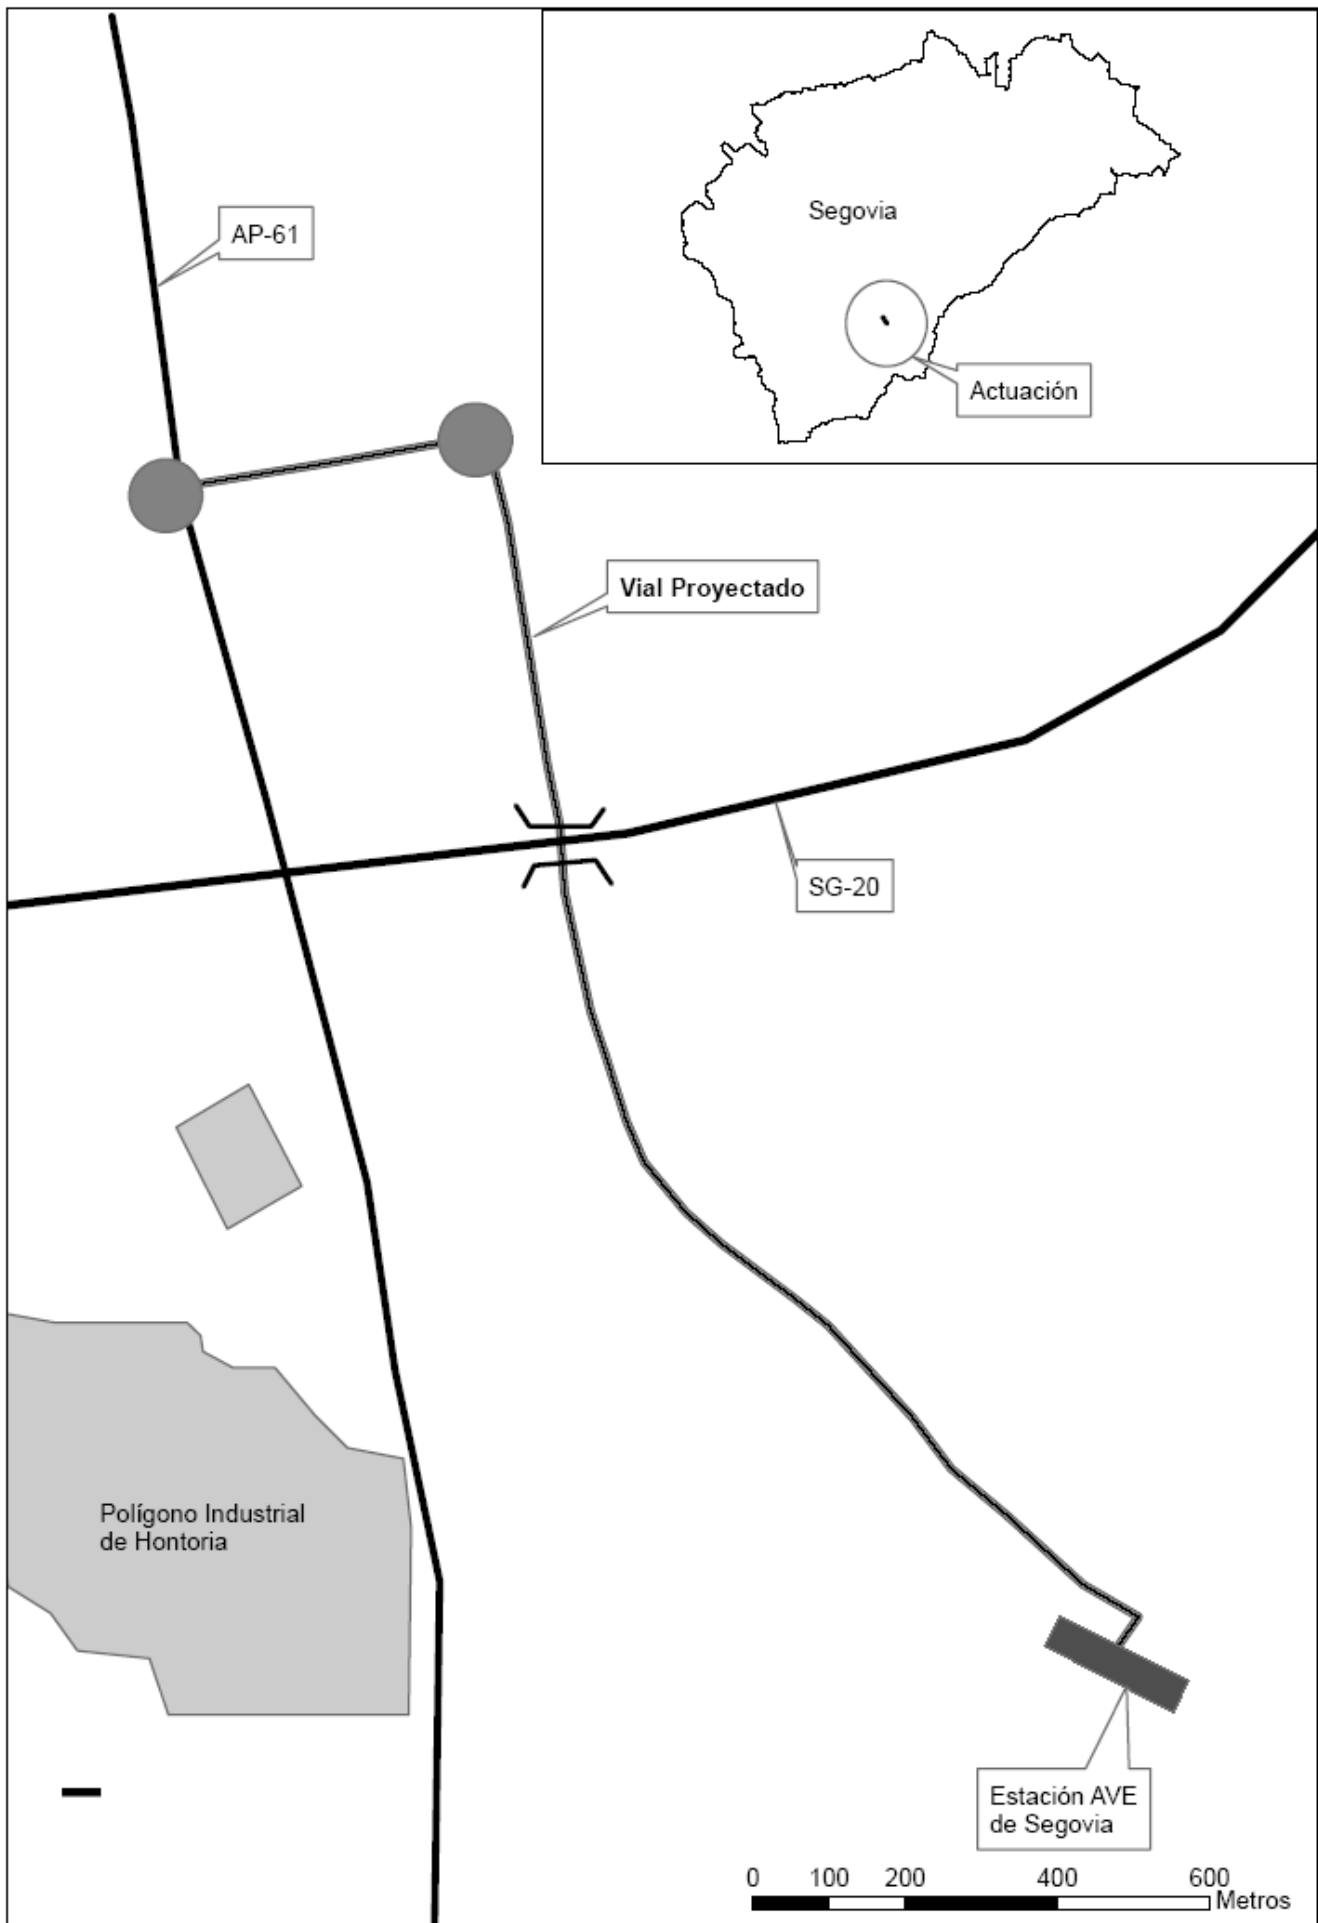 Segovia
AP-61
Actuación
Vial Proyectado
SG-20
Polígono Industrial
de Hontoria
Estación AVE
de Segovia
0 100 200 400 600
Metros